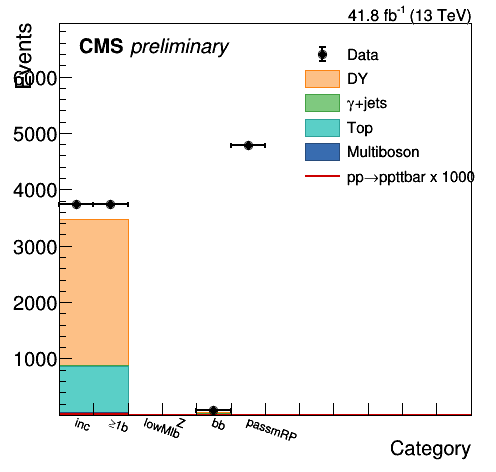 41.8 fb⁻¹ (13 TeV)
CMS preliminary
Events
Data
DY
γ+jets
Top
Multiboson
pp→ppttbar x 1000
6000
5000
4000
3000
2000
1000
inc
≥1b
lowMlb
Z
bb
passmRP
Category